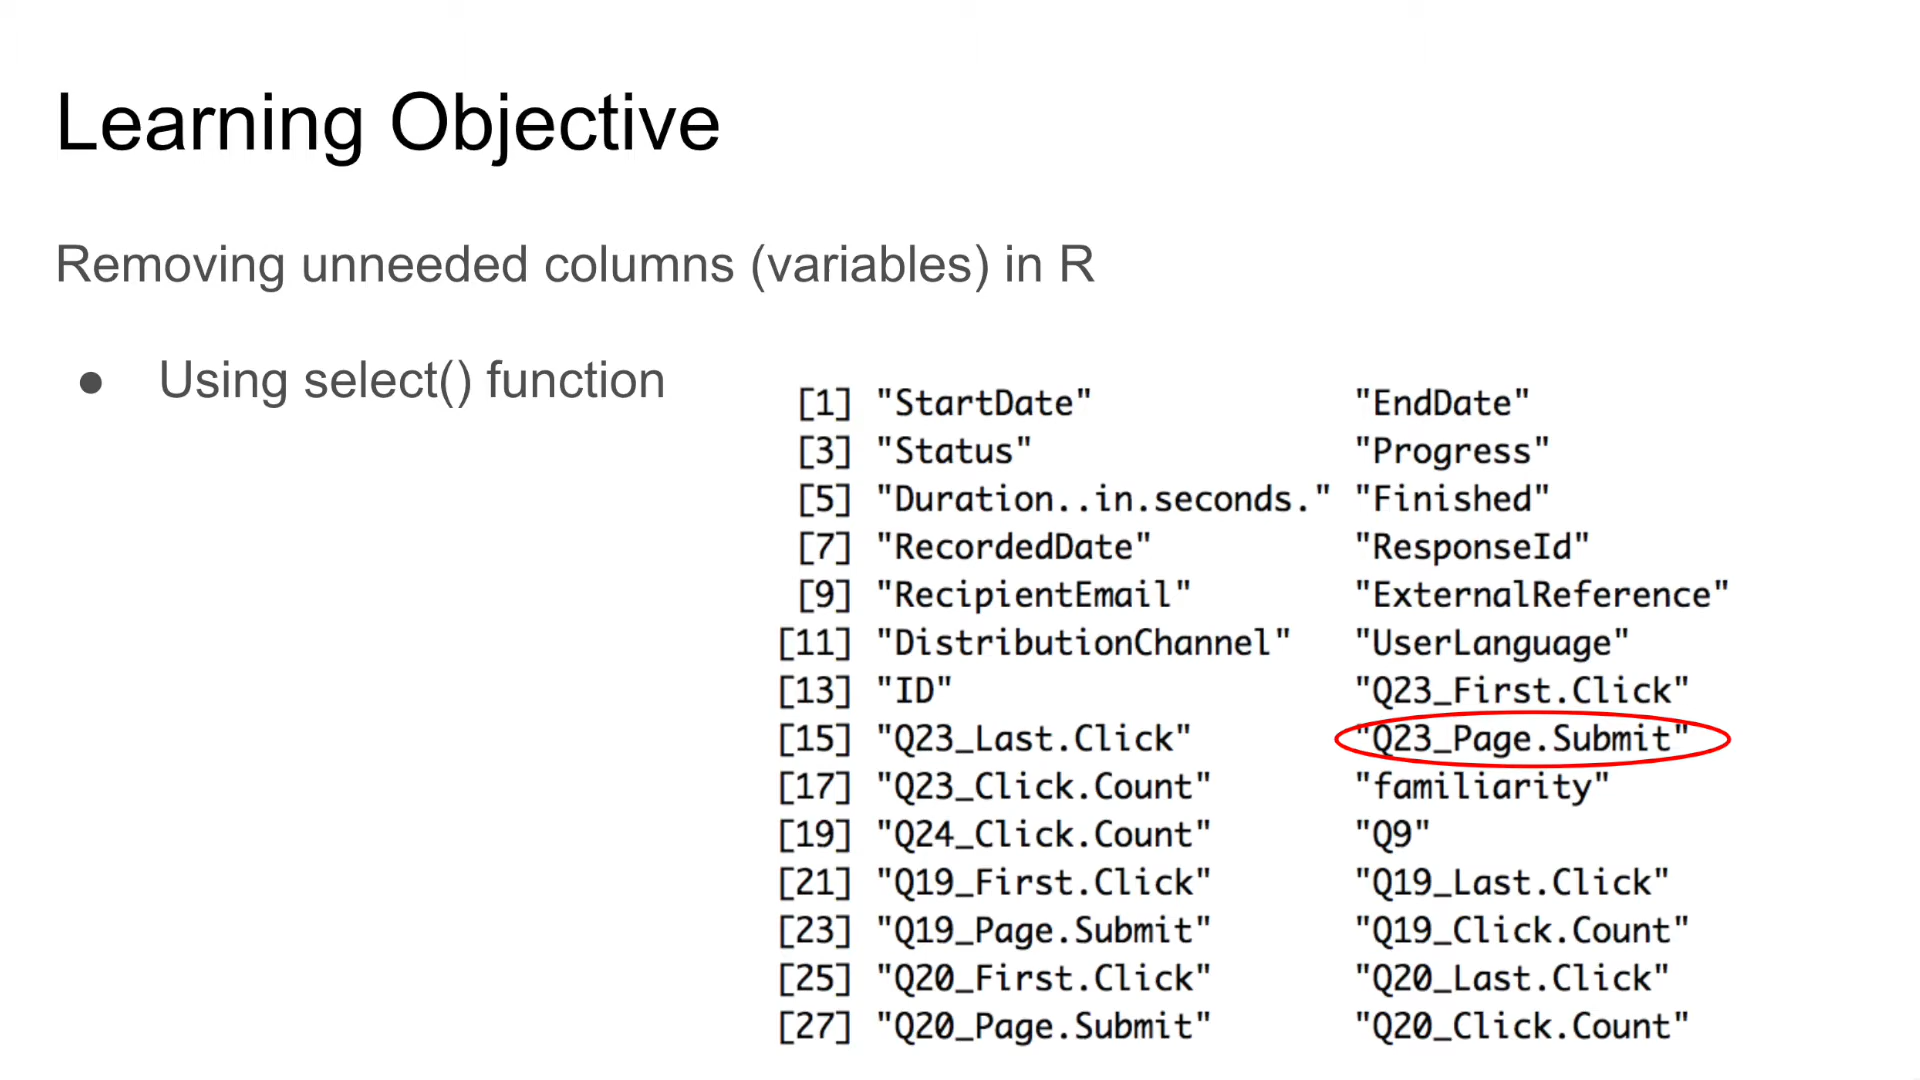 Learning Objective
Removing unneeded columns (variables) in R
● Using select() function
[1] "StartDate" "EndDate"
[3] "Status" "Progress"
[5] "Duration..in.seconds." "Finished"
[7] "RecordedDate" "ResponseId"
[9] "RecipientEmail" "ExternalReference"
[11] "DistributionChannel" "UserLanguage"
[13] "ID" "Q23_First.Click"
[15] "Q23_Last.Click" "Q23_Page.Submit"
[17] "Q23_Click.Count" "familiarity"
[19] "Q24_Click.Count" "Q9"
[21] "Q19_First.Click" "Q19_Last.Click"
[23] "Q19_Page.Submit" "Q19_Click.Count"
[25] "Q20_First.Click" "Q20_Last.Click"
[27] "Q20_Page.Submit" "Q20_Click.Count"